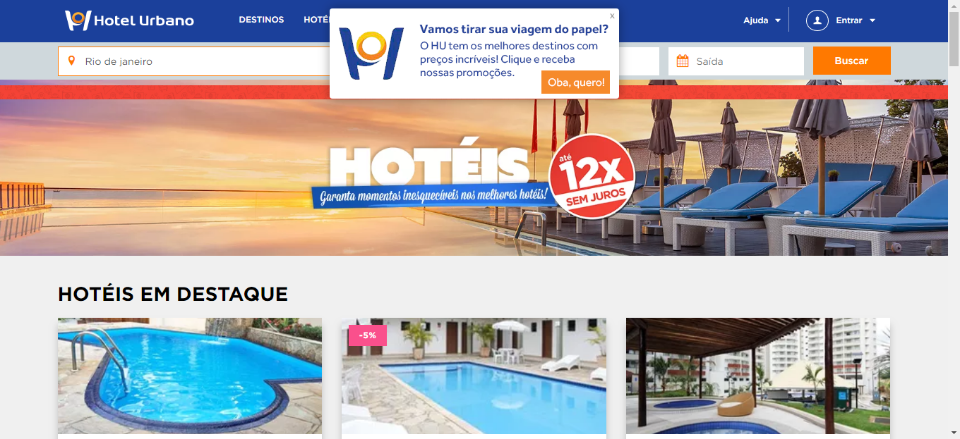 Hotel Urbano
DESTINOS
Ajuda
Entrar
x
Vamos tirar sua viagem do papel?
O HU tem os melhores destinos com
preços incríveis! Clique e receba
nossas promoções.
Oba, quero!
Rio de janeiro
Saída
Buscar
HOTÉIS
Garanta momentos inesquecíveis nos melhores hotéis!
até
12x
SEM JUROS
HOTÉIS EM DESTAQUE
-5%